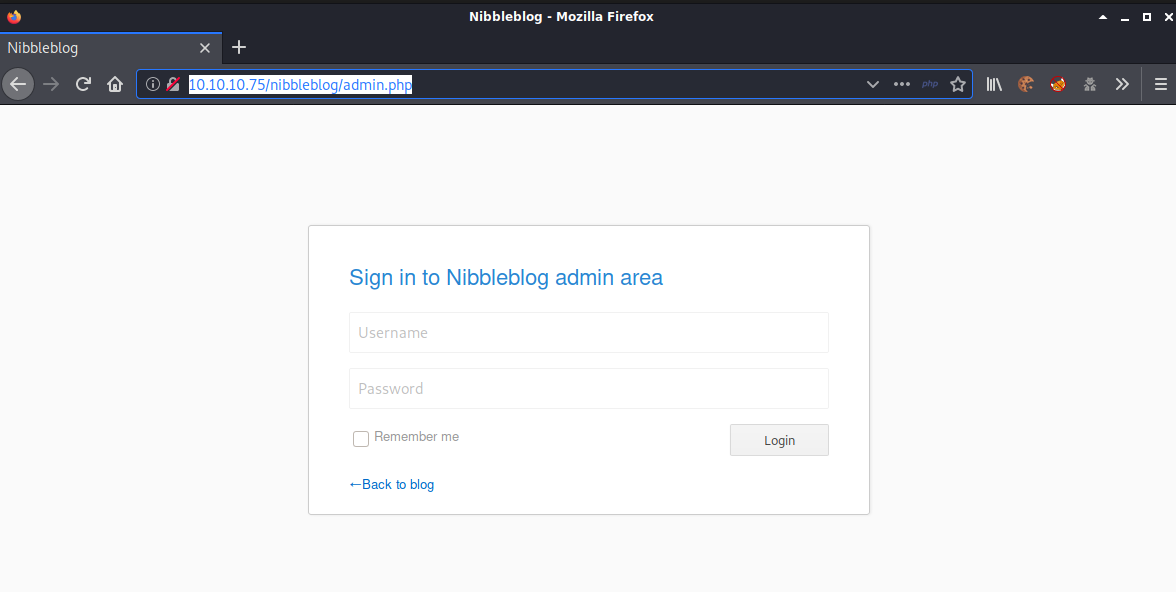 Nibbleblog - Mozilla Firefox
Nibbleblog
10.10.10.75/nibbleblog/admin.php
php
Sign in to Nibbleblog admin area
Username
Password
Remember me
Login
←Back to blog